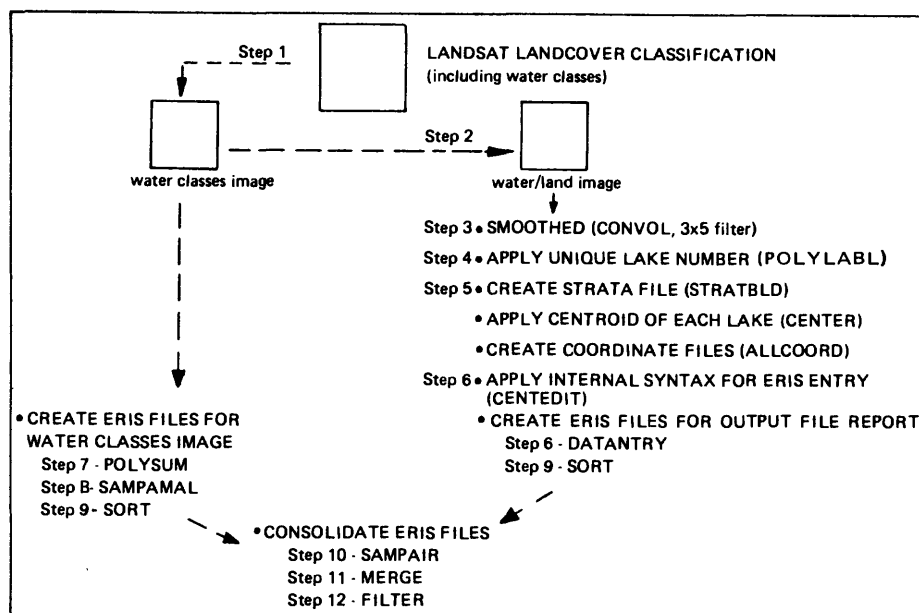 Step 1
LANDSAT LANDCOVER CLASSIFICATION
(including water classes)
Step 2
water classes image
water/land image
Step 3 • SMOOTHED (CONVOL, 3x5 filter)
Step 4 • APPLY UNIQUE LAKE NUMBER (POLYLABL)
Step 5 • CREATE STRATA FILE (STRATBLD)
• APPLY CENTROID OF EACH LAKE (CENTER)
• CREATE COORDINATE FILES (ALLCOORD)
Step 6 • APPLY INTERNAL SYNTAX FOR ERIS ENTRY
(CENTEDIT)
• CREATE ERIS FILES FOR OUTPUT FILE REPORT
Step 6 - DATANTRY
Step 9 - SORT
• CREATE ERIS FILES FOR
WATER CLASSES IMAGE
Step 7 - POLYSUM
Step B- SAMPAMAL
Step 9 - SORT
• CONSOLIDATE ERIS FILES
Step 10 - SAMPAIR
Step 11 - MERGE
Step 12 - FILTER